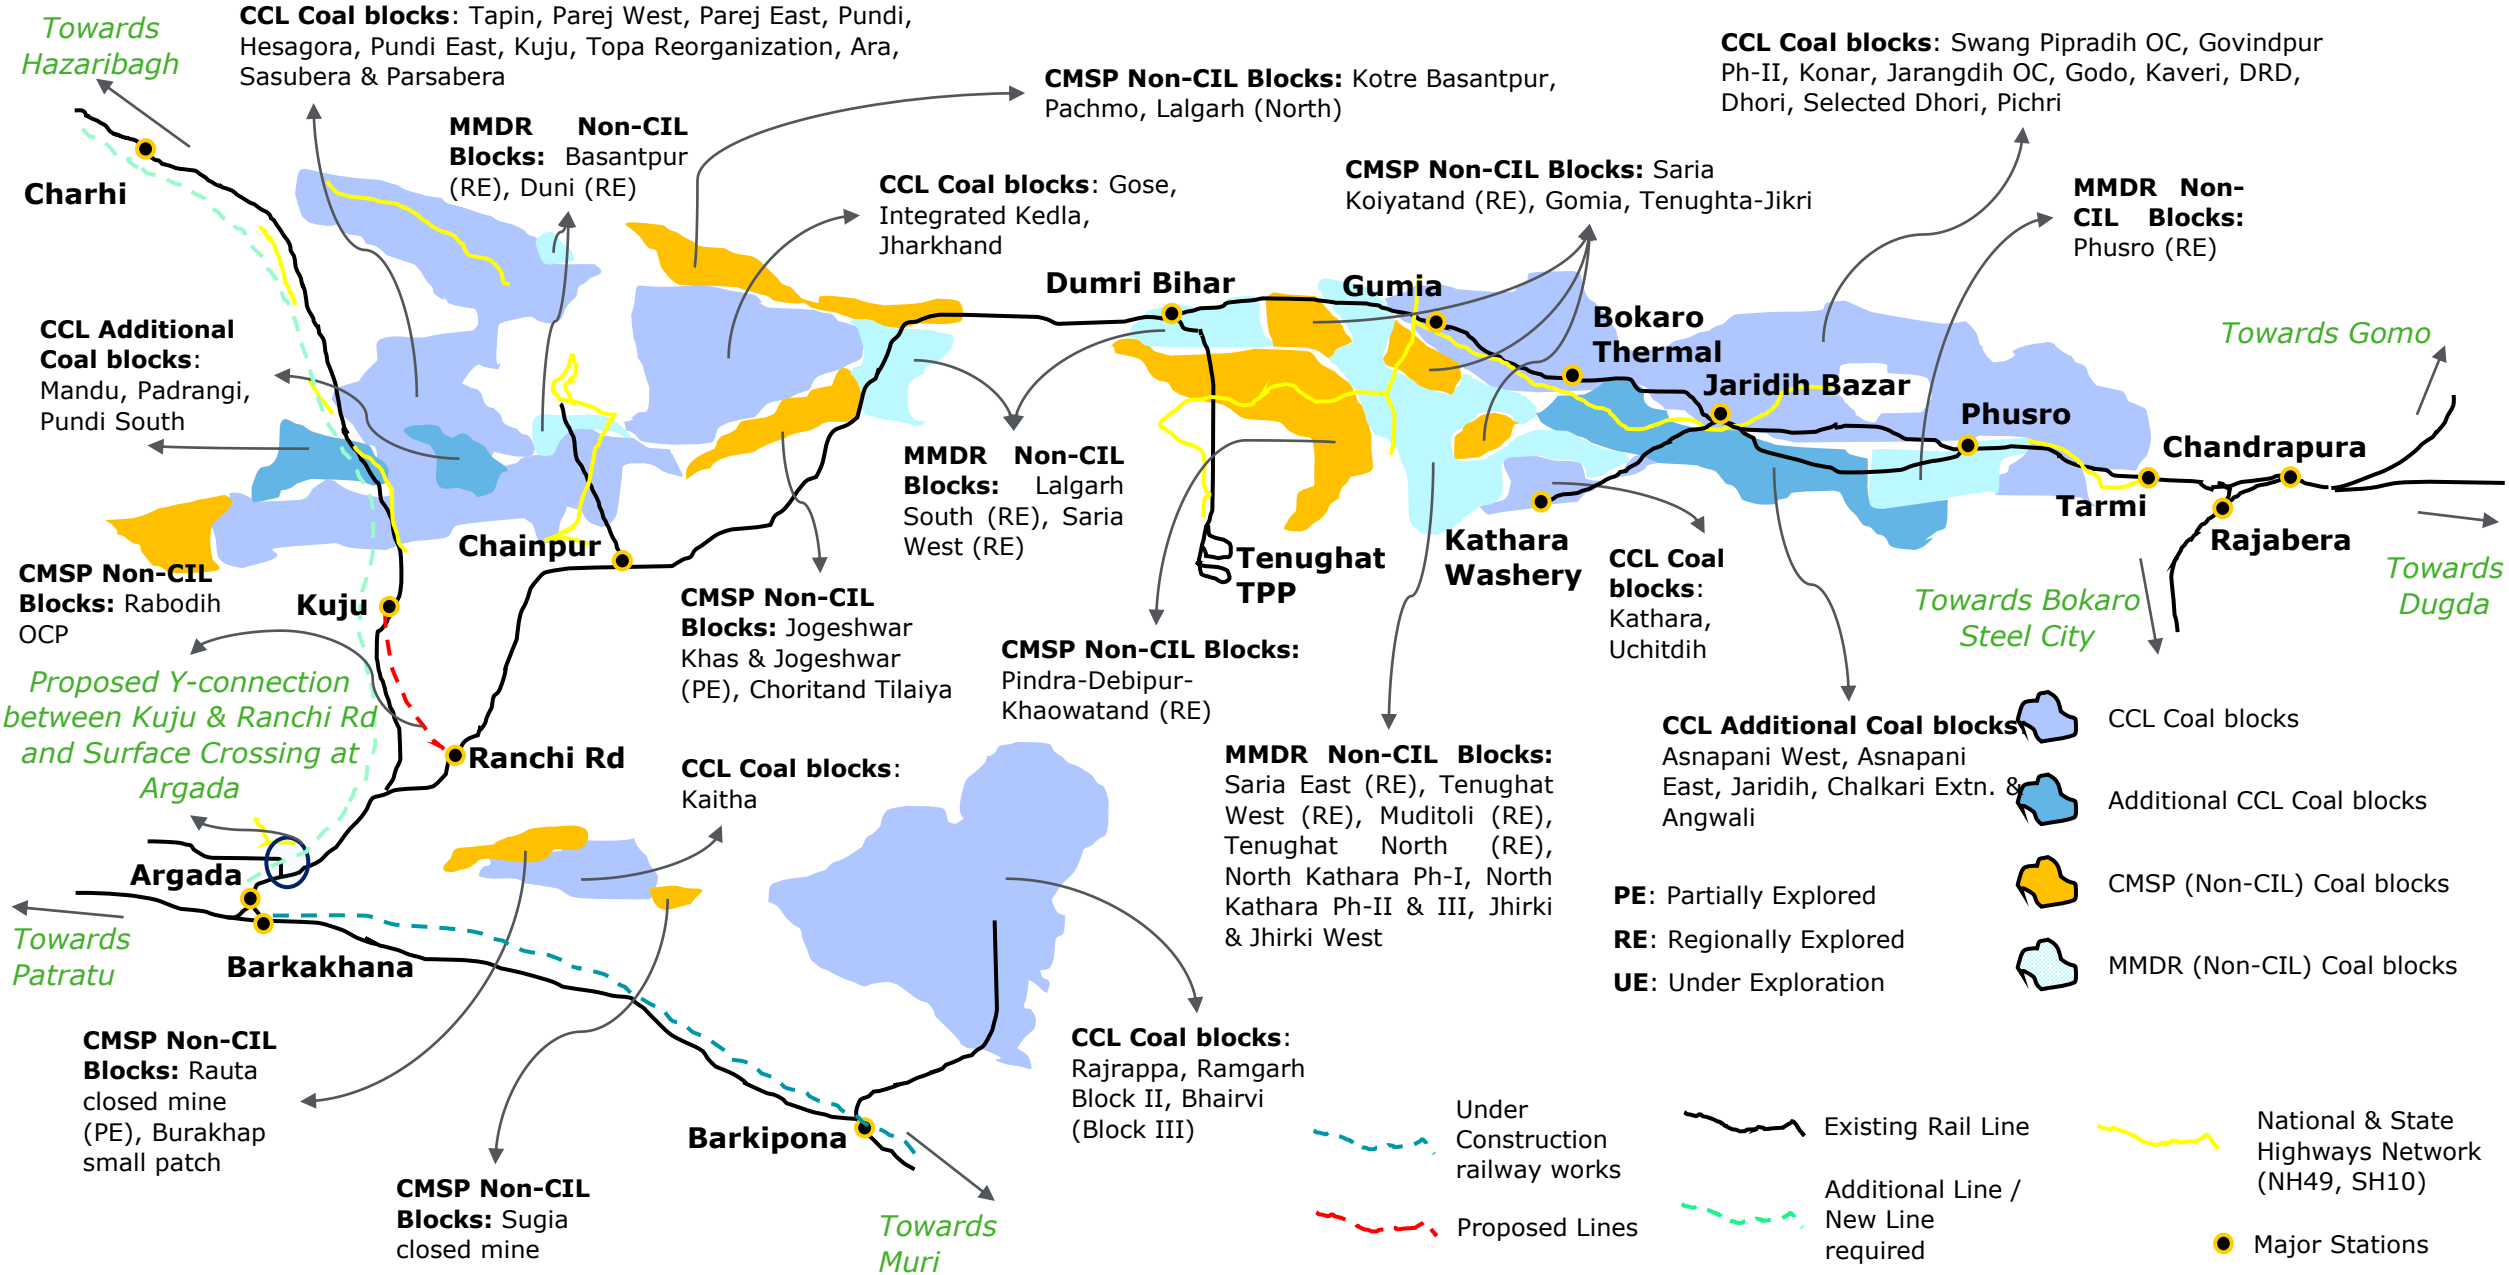 Towards
Hazaribagh
CCL Coal blocks: Tapin, Parej West, Parej East, Pundi,
Hesagora, Pundi East, Kuju, Topa Reorganization, Ara,
Sasubera & Parsabera
MMDR Non-CIL
Blocks: Basantpur
(RE), Duni (RE)
CMSP Non-CIL Blocks: Kotre Basantpur,
Pachmo, Lalgarh (North)
CCL Coal blocks: Gose,
Integrated Kedla,
Jharkhand
CMSP Non-CIL Blocks: Saria
Koiyatand (RE), Gomia, Tenughta-Jikri
CCL Coal blocks: Swang Pipradih OC, Govindpur
Ph-II, Konar, Jarangdih OC, Godo, Kaveri, DRD,
Dhori, Selected Dhori, Pichri
MMDR Non-
CIL Blocks:
Phusro (RE)
Charhi
Dumri Bihar
Gumia
Bokaro
Thermal
Jaridih Bazar
Phusro
Chandrapura
Towards Gomo
CCL Additional
Coal blocks:
Mandu, Padrangi,
Pundi South
MMDR Non-CIL
Blocks: Lalgarh
South (RE), Saria
West (RE)
Chainpur
Tenughat
TPP
Kathara
Washery
Tarmi
Rajabera
Towards
Dugda
Towards Bokaro
Steel City
CCL Coal
blocks:
Kathara,
Uchitdih
CMSP Non-CIL
Blocks: Rabodih
OCP
Kuju
CMSP Non-CIL
Blocks: Jogeshwar
Khas & Jogeshwar
(PE), Choritand Tilaiya
CMSP Non-CIL Blocks:
Pindra-Debipur-
Khaowatand (RE)
Proposed Y-connection
between Kuju & Ranchi Rd
and Surface Crossing at
Argada
Ranchi Rd
CCL Coal blocks:
Kaitha
MMDR Non-CIL Blocks:
Saria East (RE), Tenughat
West (RE), Muditoli (RE),
Tenughat North (RE),
North Kathara Ph-I, North
Kathara Ph-II & III, Jhirki
& Jhirki West
CCL Additional Coal blocks
Asnapani West, Asnapani
East, Jaridih, Chalkari Extn. &
Angwali
PE: Partially Explored
RE: Regionally Explored
UE: Under Exploration
CCL Coal blocks
Additional CCL Coal blocks
CMSP (Non-CIL) Coal blocks
MMDR (Non-CIL) Coal blocks
Argada
Barkakhana
Towards
Patratu
CMSP Non-CIL
Blocks: Rauta
closed mine
(PE), Burakhap
small patch
CMSP Non-CIL
Blocks: Sugia
closed mine
Barkipona
Towards
Muri
CCL Coal blocks:
Rajrappa, Ramgarh
Block II, Bhairvi
(Block III)
Under
Construction
railway works
Proposed Lines
Existing Rail Line
Additional Line /
New Line
required
National & State
Highways Network
(NH49, SH10)
Major Stations